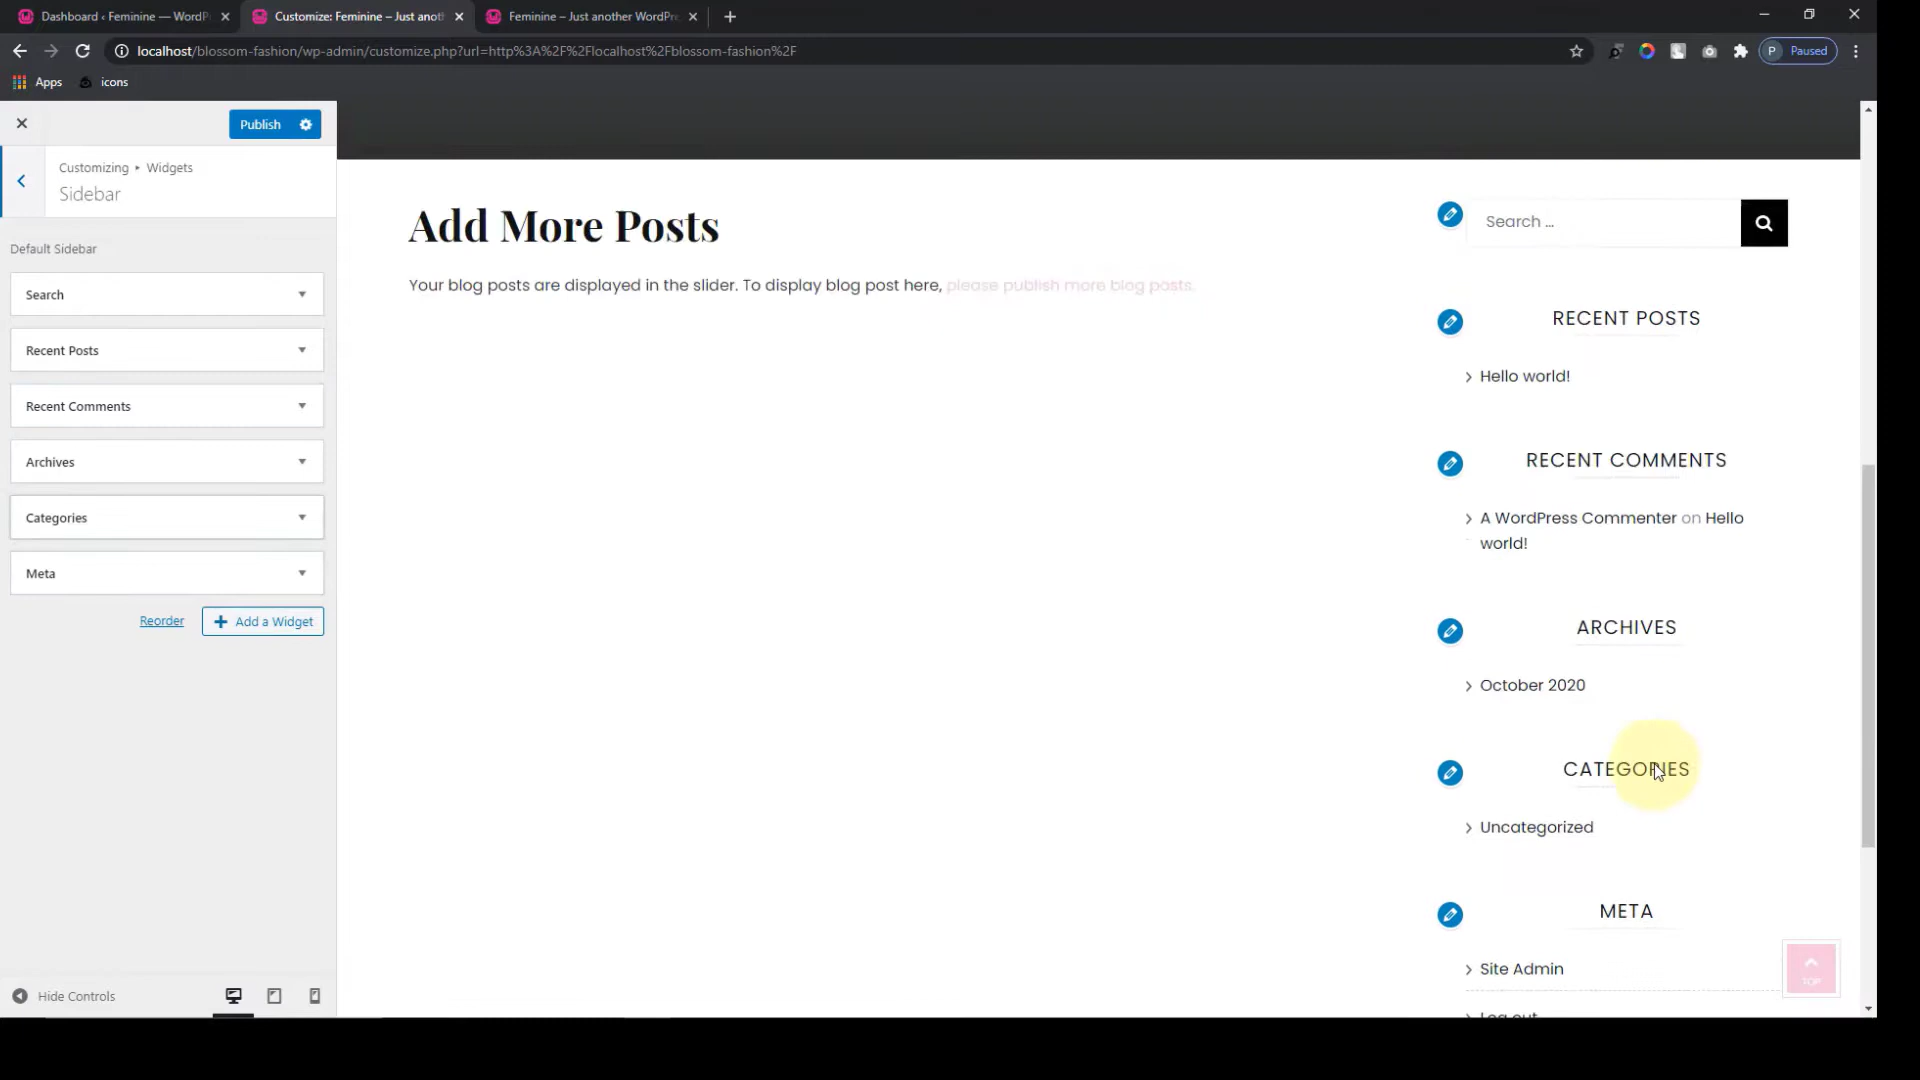 Dashboard ‹ Feminine — WordP
Customize: Feminine – Just anot
Feminine – Just another WordPre
localhost/blossom-fashion/wp-admin/customize.php?url=http%3A%2F%2Flocalhost%2Fblossom-fashion%2F
P Paused
Apps
icons
Publish
Customizing ▸ Widgets
Sidebar
Default Sidebar
Search
Recent Posts
Recent Comments
Archives
Categories
Meta
Reorder
Add a Widget
Hide Controls
Add More Posts
Your blog posts are displayed in the slider. To display blog post here, please publish more blog posts.
Search ...
RECENT POSTS
Hello world!
RECENT COMMENTS
A WordPress Commenter on Hello
world!
ARCHIVES
October 2020
CATEGORIES
Uncategorized
META
Site Admin
Log out
TOP